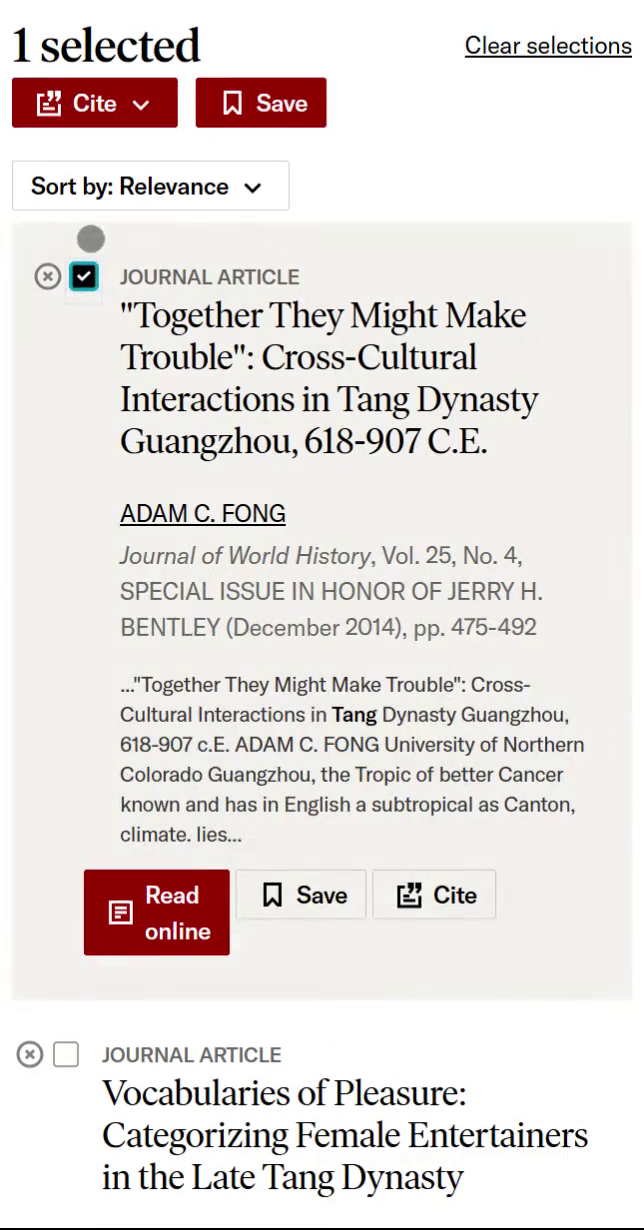 1 selected
Clear selections
Cite
Save
Sort by: Relevance
JOURNAL ARTICLE
"Together They Might Make
Trouble": Cross-Cultural
Interactions in Tang Dynasty
Guangzhou, 618-907 C.E.
ADAM C. FONG
Journal of World History, Vol. 25, No. 4,
SPECIAL ISSUE IN HONOR OF JERRY H.
BENTLEY (December 2014), pp. 475-492
..."Together They Might Make Trouble": Cross-
Cultural Interactions in Tang Dynasty Guangzhou,
618-907 c.E. ADAM C. FONG University of Northern
Colorado Guangzhou, the Tropic of better Cancer
known and has in English a subtropical as Canton,
climate. lies...
Read
online
Save
Cite
JOURNAL ARTICLE
Vocabularies of Pleasure:
Categorizing Female Entertainers
in the Late Tang Dynasty